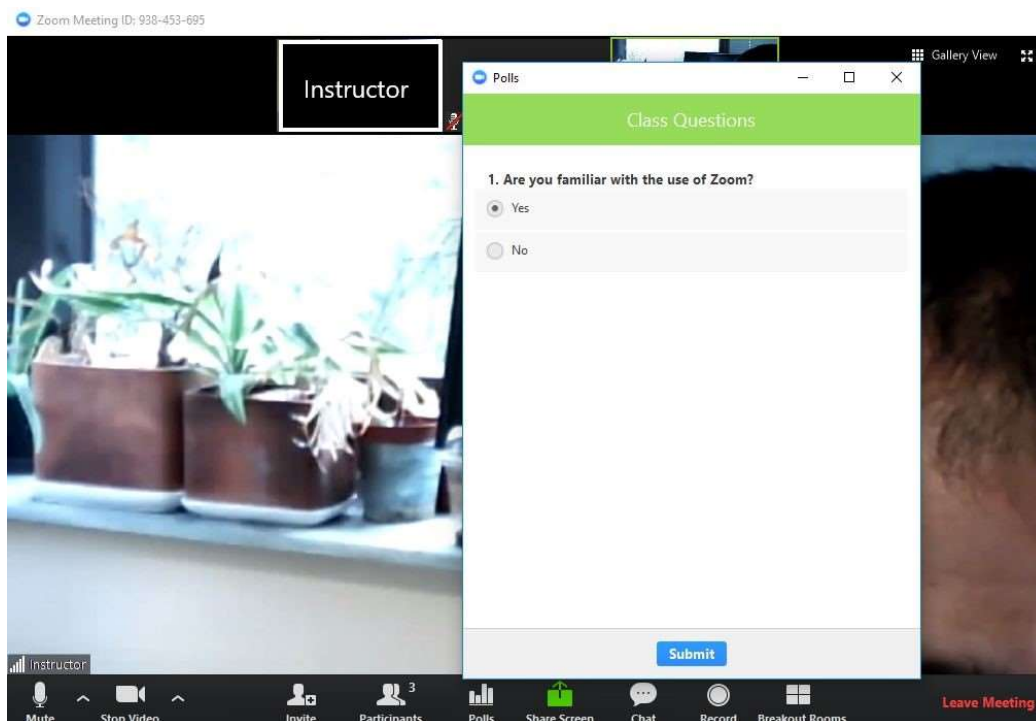 Zoom Meeting ID: 938-453-695
Instructor
Gallery View
Polls
Class Questions
1. Are you familiar with the use of Zoom?
Yes
No
Submit
Instructor
3
Mute Stop Video Invite Participants Polls Share Screen Chat Record Breakout Rooms Leave Meeting